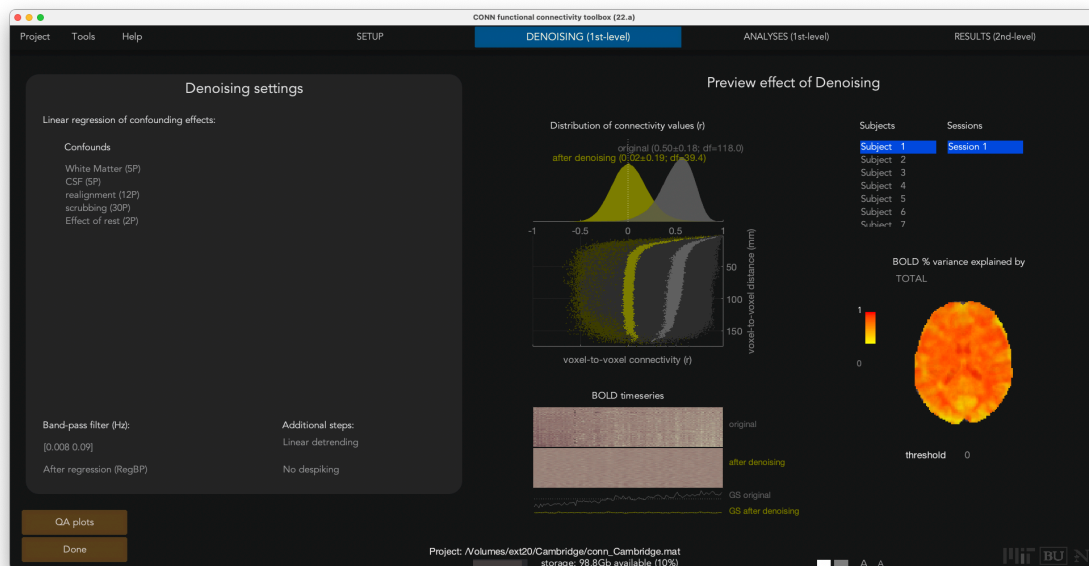 CONN functional connectivity toolbox (22.a)
Project Tools Help SETUP DENOISING (1st-level) ANALYSES (1st-level) RESULTS (2nd-level)
Denoising settings
Linear regression of confounding effects:
Confounds
White Matter (5P)
CSF (5P)
realignment (12P)
scrubbing (30P)
Effect of rest (2P)
Band-pass filter (Hz):
[0.008 0.09]
After regression (RegBP)
Additional steps:
Linear detrending
No despiking
QA plots
Done
Preview effect of Denoising
Distribution of connectivity values (r)
original (0.50±0.18; df=118.0)
after denoising (0.02±0.19; df=39.4)
-1 -0.5 0 0.5 1
50
100
150
voxel-to-voxel distance (mm)
voxel-to-voxel connectivity (r)
BOLD timeseries
original
after denoising
GS original
GS after denoising
Subjects
Subject 1
Subject 2
Subject 3
Subject 4
Subject 5
Subject 6
Subject 7
Sessions
Session 1
BOLD % variance explained by
TOTAL
1
0
threshold 0
Project: /Volumes/ext20/Cambridge/conn_Cambridge.mat
storage: 98.8Gb available (10%)
A A
BU N